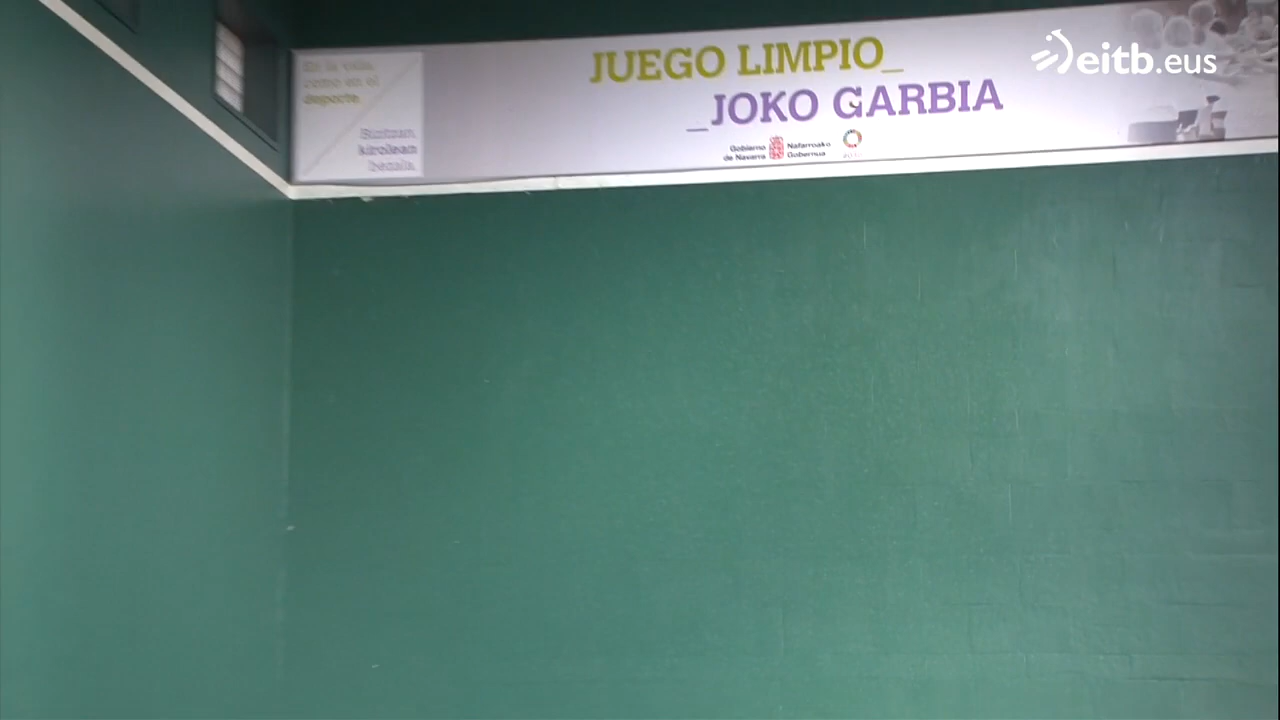 En la vida,
como en el
deporte.
Bizitzan,
kirolean
bezala.
JUEGO LIMPIO_
_JOKO GARBIA
Gobierno
de Navarra
Nafarroako
Gobernua
eitb.eus